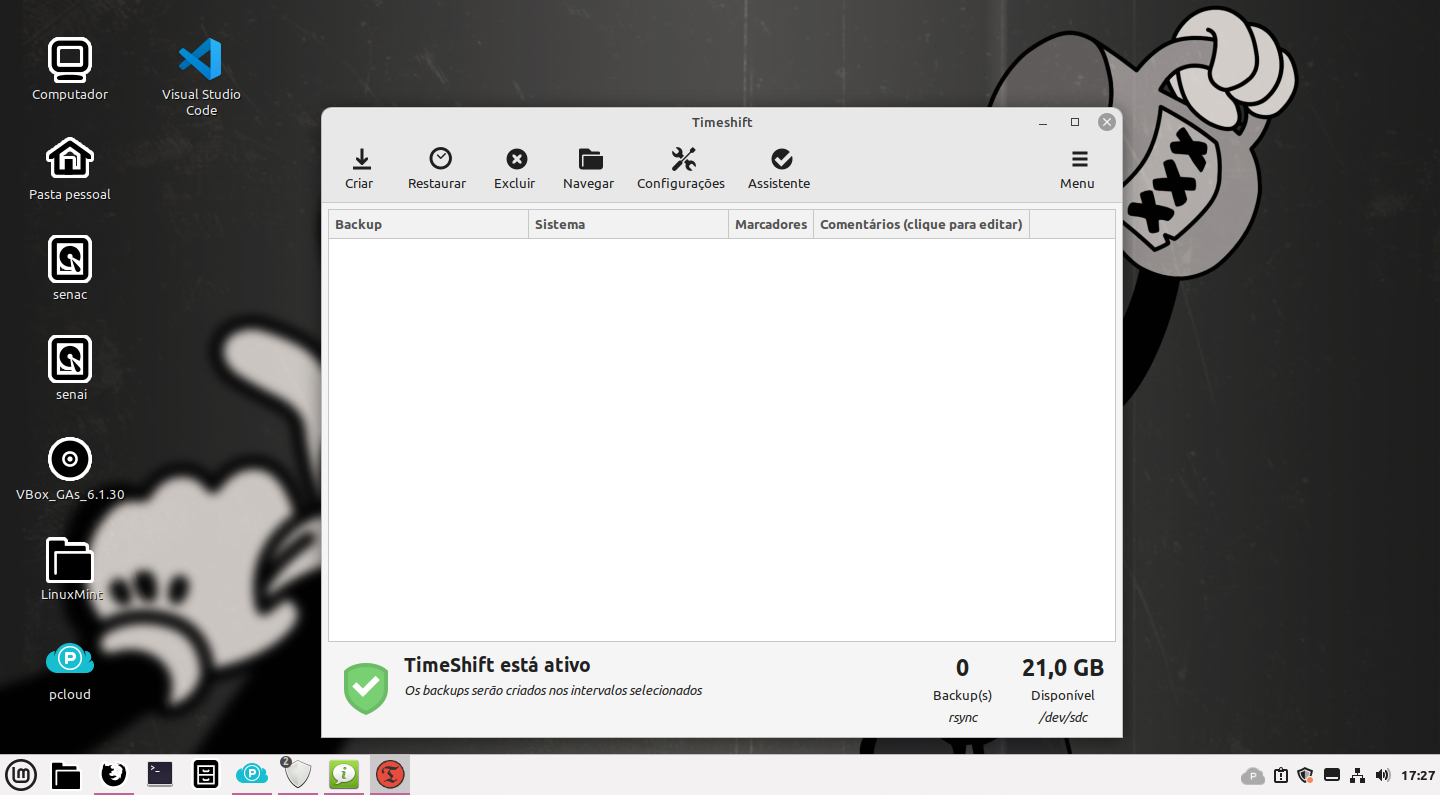 Computador
Visual Studio
Code
Pasta pessoal
senac
senai
VBox_GAs_6.1.30
LinuxMint
pcloud
Timeshift
Criar
Restaurar
Excluir
Navegar
Configurações
Assistente
Menu
Backup
Sistema
Marcadores
Comentários (clique para editar)
TimeShift está ativo
Os backups serão criados nos intervalos selecionados
0
Backup(s)
rsync
21,0 GB
Disponível
/dev/sdc
XXX
2
17:27